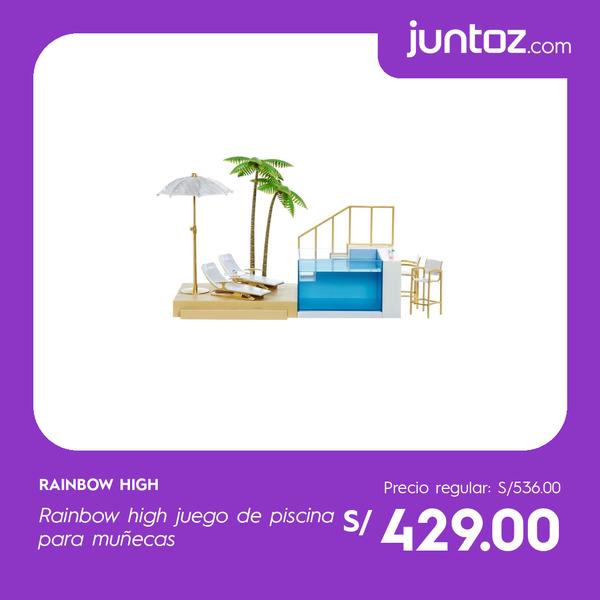 juntoz.com
RAINBOW HIGH
Rainbow high juego de piscina
para muñecas
Precio regular: S/536.00
S/ 429.00